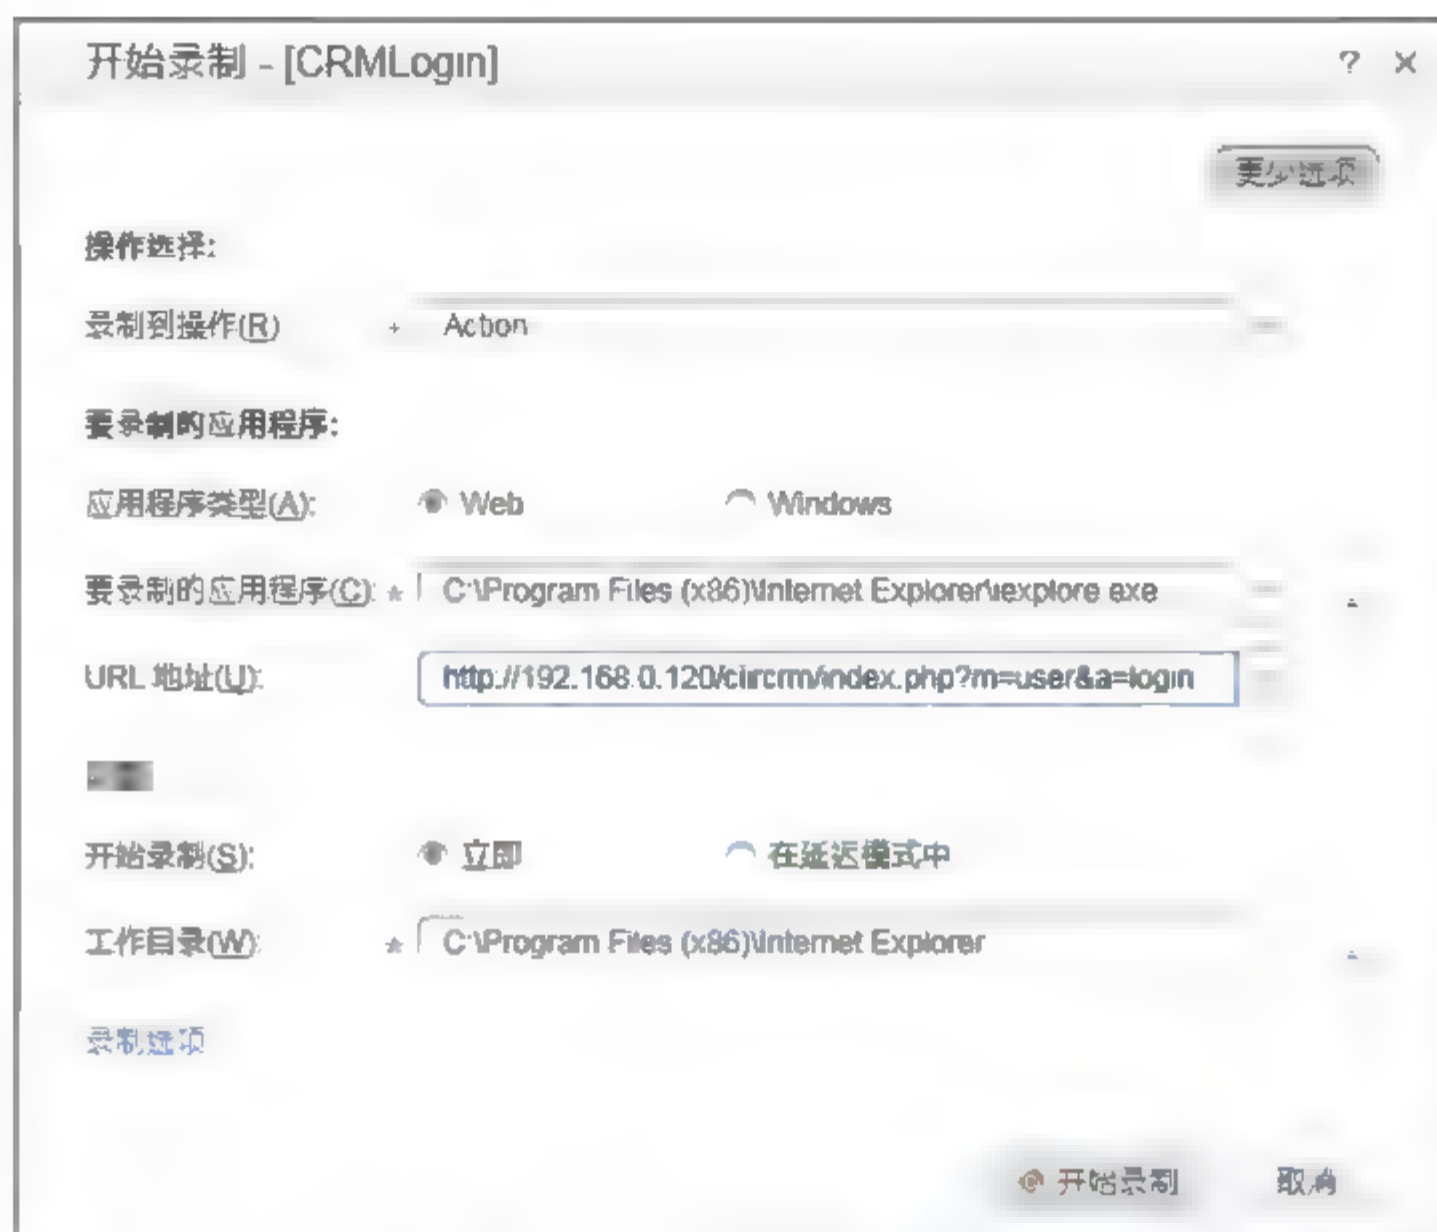 开始录制 - [CRMLogin] ? ×
更少选项
操作选择:
录制到操作(R) * Action
要录制的应用程序:
应用程序类型(A): Web Windows
要录制的应用程序(C): * C:\Program Files (x86)\Internet Explorer\iexplore.exe
URL 地址(U): http://192.168.0.120/ciircrm/index.php?m=user&a=login
开始录制(S): 立即 在延迟模式中
工作目录(W): * C:\Program Files (x86)\Internet Explorer
录制选项
开始录制 取消